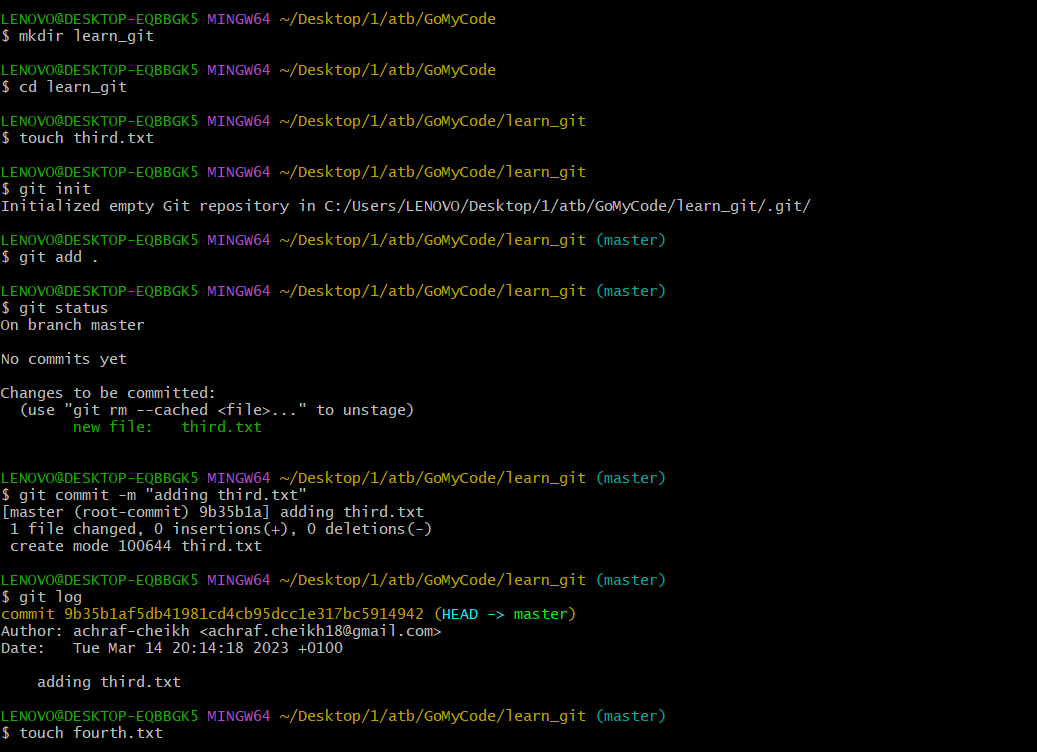 LENOVO@DESKTOP-EQBBGK5 MINGW64 ~/Desktop/1/atb/GoMyCode
$ mkdir learn_git
LENOVO@DESKTOP-EQBBGK5 MINGW64 ~/Desktop/1/atb/GoMyCode
$ cd learn_git
LENOVO@DESKTOP-EQBBGK5 MINGW64 ~/Desktop/1/atb/GoMyCode/learn_git
$ touch third.txt
LENOVO@DESKTOP-EQBBGK5 MINGW64 ~/Desktop/1/atb/GoMyCode/learn_git
$ git init
Initialized empty Git repository in C:/Users/LENOVO/Desktop/1/atb/GoMyCode/learn_git/.git/
LENOVO@DESKTOP-EQBBGK5 MINGW64 ~/Desktop/1/atb/GoMyCode/learn_git (master)
$ git add .
LENOVO@DESKTOP-EQBBGK5 MINGW64 ~/Desktop/1/atb/GoMyCode/learn_git (master)
$ git status
On branch master
No commits yet
Changes to be committed:
  (use "git rm --cached <file>..." to unstage)
        new file:   third.txt
LENOVO@DESKTOP-EQBBGK5 MINGW64 ~/Desktop/1/atb/GoMyCode/learn_git (master)
$ git commit -m "adding third.txt"
[master (root-commit) 9b35b1a] adding third.txt
 1 file changed, 0 insertions(+), 0 deletions(-)
 create mode 100644 third.txt
LENOVO@DESKTOP-EQBBGK5 MINGW64 ~/Desktop/1/atb/GoMyCode/learn_git (master)
$ git log
commit 9b35b1af5db41981cd4cb95dcc1e317bc5914942 (HEAD -> master)
Author: achraf-cheikh <achraf.cheikh18@gmail.com>
Date:   Tue Mar 14 20:14:18 2023 +0100
    adding third.txt
LENOVO@DESKTOP-EQBBGK5 MINGW64 ~/Desktop/1/atb/GoMyCode/learn_git (master)
$ touch fourth.txt